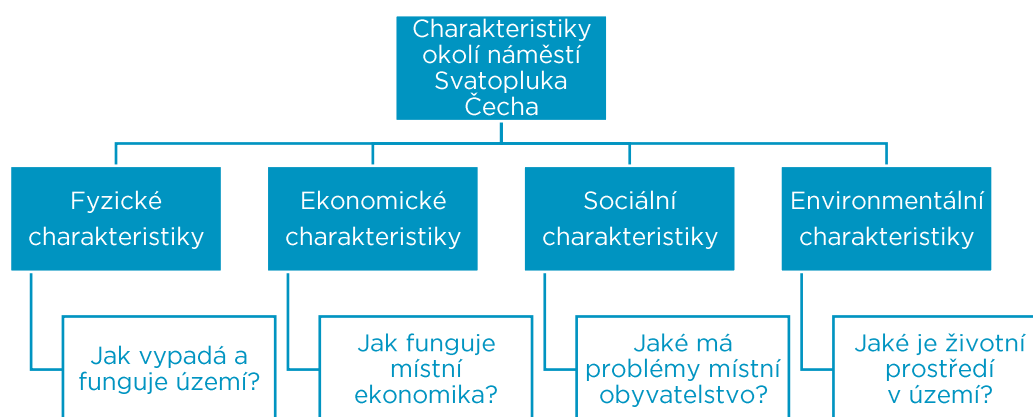 Charakteristiky
okolí náměstí
Svatopluka
Čecha
Fyzické
charakteristiky
Ekonomické
charakteristiky
Sociální
charakteristiky
Environmentální
charakteristiky
Jak vypadá a
funguje území?
Jak funguje
místní
ekonomika?
Jaké má
problémy místní
obyvatelstvo?
Jaké je životní
prostředí
v území?